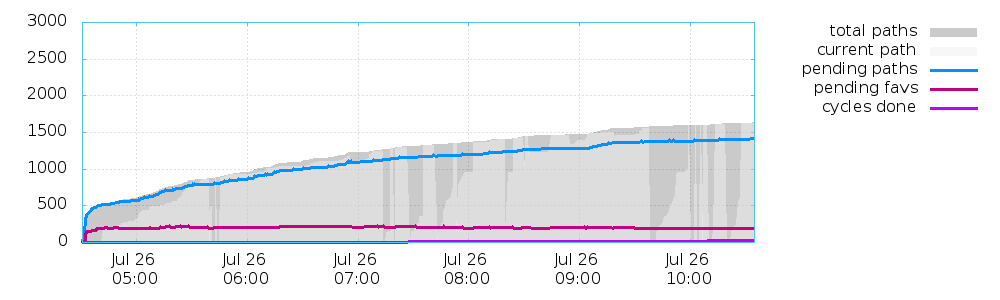 3000
2500
2000
1500
1000
500
0
Jul 26 Jul 26 Jul 26 Jul 26 Jul 26 Jul 26
05:00 06:00 07:00 08:00 09:00 10:00
total paths
current path
pending paths
pending favs
cycles done